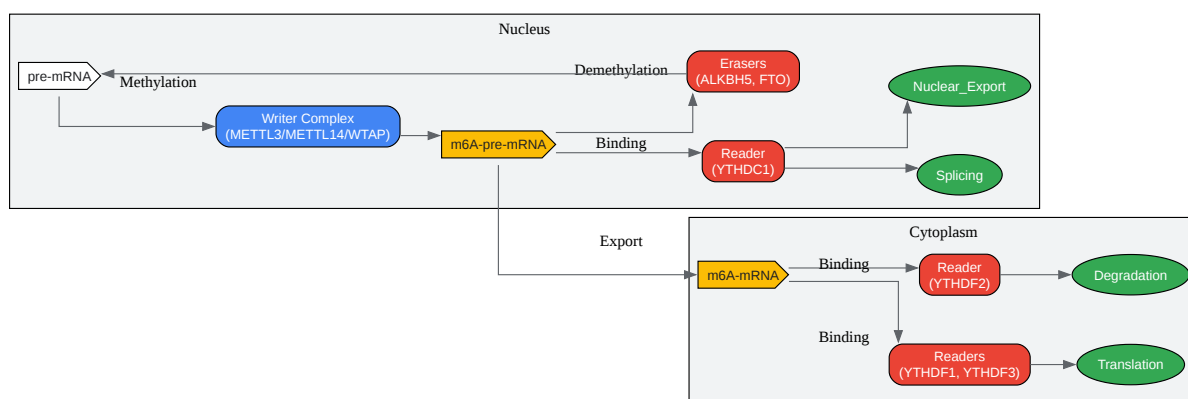 Nucleus
pre-mRNA
Methylation
Demethylation
Erasers
(ALKBH5, FTO)
Nuclear_Export
Writer Complex
(METTL3/METTL14/WTAP)
m6A-pre-mRNA
Binding
Reader
(YTHDC1)
Splicing
Export
Cytoplasm
m6A-mRNA
Binding
Reader
(YTHDF2)
Degradation
Binding
Readers
(YTHDF1, YTHDF3)
Translation